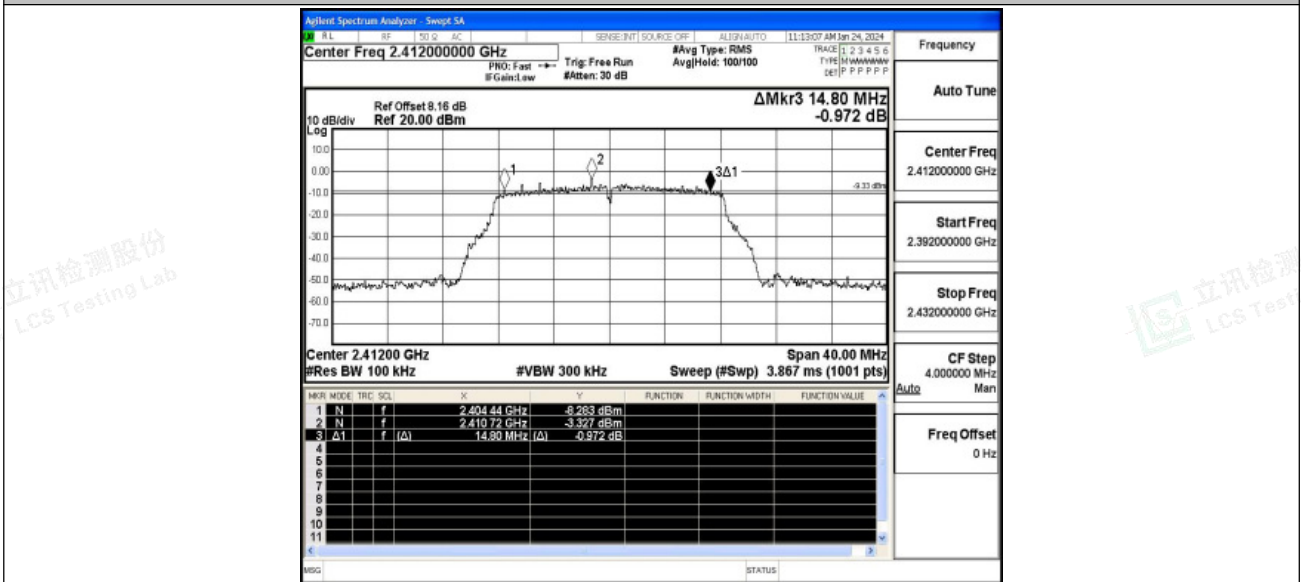 Agilent Spectrum Analyzer - Swept SA
RL RF 50 Ω AC SENSE:INT SOURCE OFF ALIGN AUTO 11:13:07 AM Jan 24, 2024
Center Freq 2.412000000 GHz
PNO: Fast
IFGain:Low
Trig: Free Run
#Atten: 30 dB
#Avg Type: RMS
Avg|Hold: 100/100
TRACE 1 2 3 4 5 6
TYPE M WWWWW
DET P P P P P P
Frequency
Auto Tune
Center Freq
2.412000000 GHz
Start Freq
2.392000000 GHz
Stop Freq
2.432000000 GHz
CF Step
4.000000 MHz
Auto Man
Freq Offset
0 Hz
ΔMkr3 14.80 MHz
-0.972 dB
Ref Offset 8.16 dB
10 dB/div Ref 20.00 dBm
Log
10.0
0.00
-10.0
-20.0
-30.0
-40.0
-50.0
-60.0
-70.0
1
2
3Δ1
-9.33 dBm
Center 2.41200 GHz Span 40.00 MHz
#Res BW 100 kHz #VBW 300 kHz Sweep (#Swp) 3.867 ms (1001 pts)
MKR MODE TRC SCL X Y FUNCTION FUNCTION WIDTH FUNCTION VALUE
1 N f 2.404 44 GHz -8.283 dBm
2 N f 2.410 72 GHz -3.327 dBm
3 Δ1 f (Δ) 14.80 MHz (Δ) -0.972 dB
4
5
6
7
8
9
10
11
MSG STATUS
立讯检测股份
LCS Testing Lab
立讯检测
LCS Testi